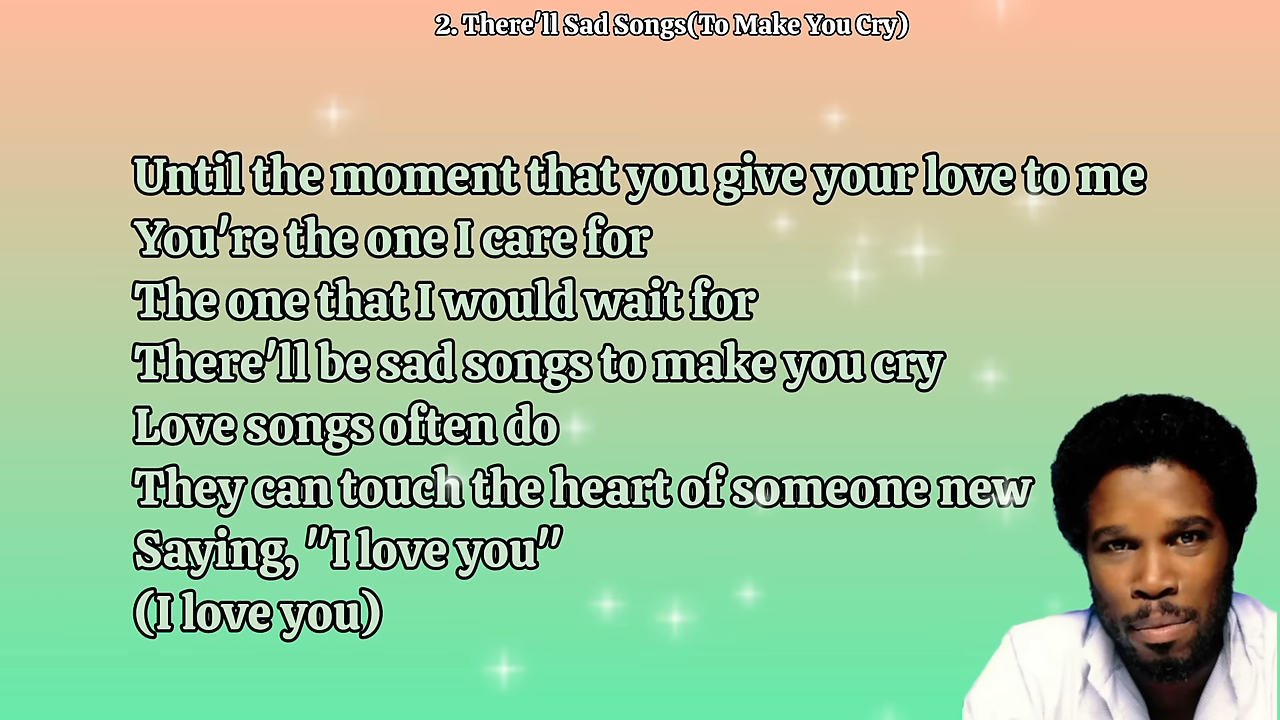 2. There'll Sad Songs(To Make You Cry)
Until the moment that you give your love to me
You're the one I care for
The one that I would wait for
There'll be sad songs to make you cry
Love songs often do
They can touch the heart of someone new
Saying, "I love you"
(I love you)